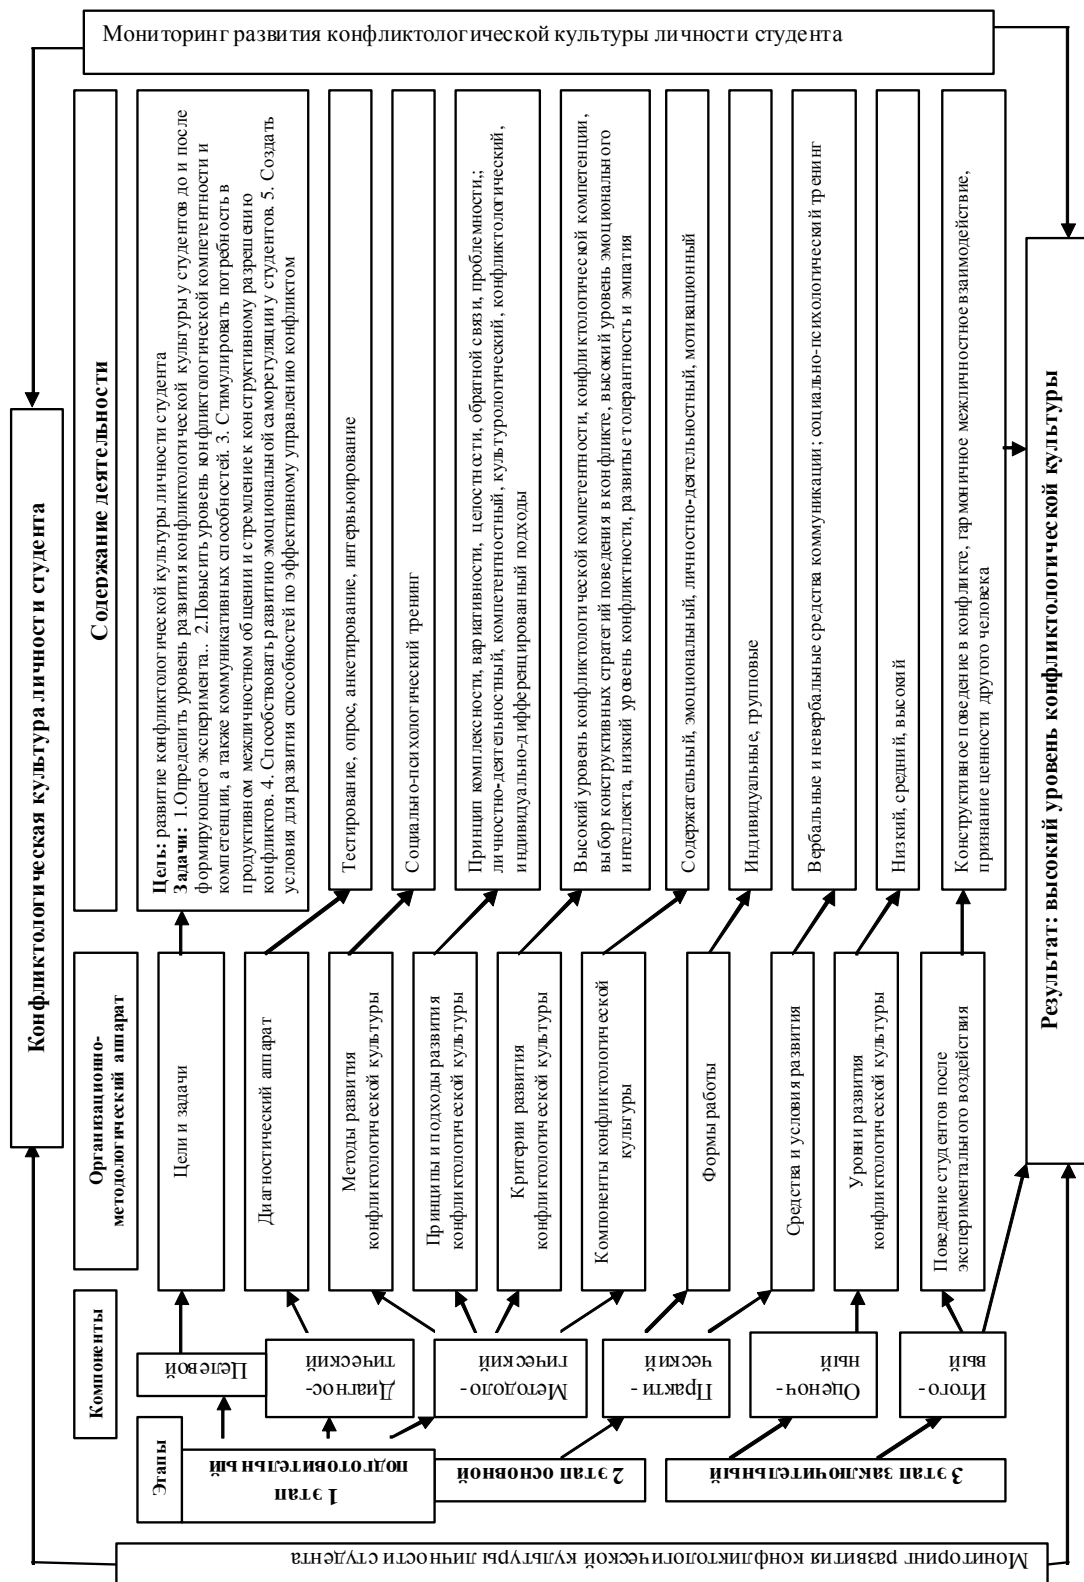 Конфликтологическая культура личности студента
Мониторинг развития конфликтологической культуры личности студента
Этапы
Компоненты
Организационно-
методологический аппарат
Содержание деятельности
1 этап
подготовительный
2 этап основной
3 этап заключительный
Целевой
Диагнос-
тический
Методоло-
гический
Практи-
ческий
Оценоч-
ный
Итого-
вый
Цели и задачи
Цель: развитие конфликтологической культуры личности студента
Задачи: 1.Определить уровень развития конфликтологической культуры у студентов до и после
формирующего эксперимента.. 2.Повысить уровень конфликтологической компетентности и
компетенции, а также коммуникативных способностей. 3. Стимулировать потребность в
продуктивном межличностном общении и стремление к конструктивному разрешению
конфликтов. 4. Способствовать развитию эмоциональной саморегуляции у студентов. 5. Создать
условия для развития способностей по эффективному управлению конфликтом
Диагностический аппарат
Тестирование, опрос, анкетирование, интервьюирование
Методы развития
конфликтологической культуры
Социально-психологический тренинг
Принципы и подходы развития
конфликтологической культуры
Принцип комплексности, вариативности, целостности, обратной связи, проблемности,;
личностно-деятельностный, компетентностный, культурологический, конфликтологический,
индивидуально-дифференцированный подходы
Критерии развития
конфликтологической культуры
Высокий уровень конфликтологической компетентности, конфликтологической компетенции,
выбор конструктивных стратегий поведения в конфликте, высокий уровень эмоционального
интеллекта, низкий уровень конфликтности, развитые толерантность и эмпатия
Компоненты конфликтологической
культуры
Содержательный, эмоциональный, личностно-деятельностный, мотивационный
Формы работы
Индивидуальные, групповые
Средства и условия развития
Вербальные и невербальные средства коммуникации; социально-психологический тренинг
Уровни развития
конфликтологической культуры
Низкий, средний, высокий
Поведение студентов после
экспериментального воздействия
Конструктивное поведение в конфликте, гармоничное межличностное взаимодействие,
признание ценности другого человека
Мониторинг развития конфликтологической культуры личности студента
Результат: высокий уровень конфликтологической культуры